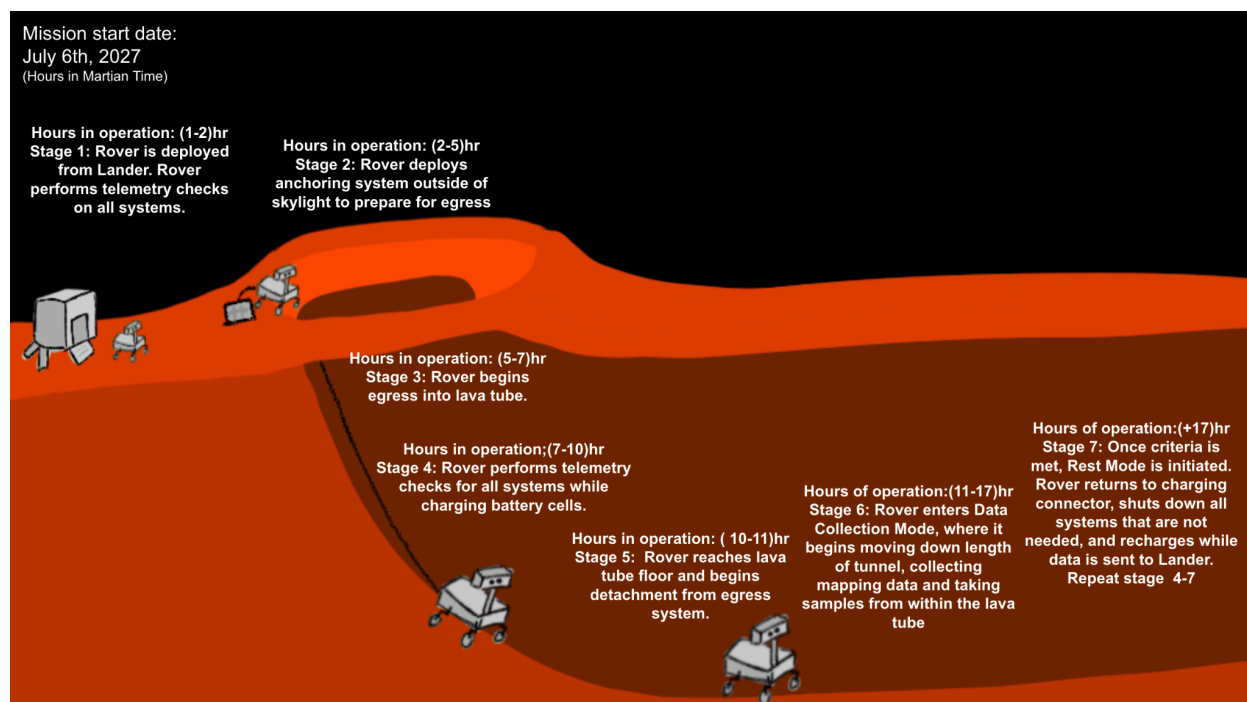 Mission start date:
July 6th, 2027
(Hours in Martian Time)
Hours in operation: (1-2)hr
Stage 1: Rover is deployed
from Lander. Rover
performs telemetry checks
on all systems.
Hours in operation: (2-5)hr
Stage 2: Rover deploys
anchoring system outside of
skylight to prepare for egress
Hours in operation: (5-7)hr
Stage 3: Rover begins
egress into lava tube.
Hours in operation;(7-10)hr
Stage 4: Rover performs telemetry
checks for all systems while
charging battery cells.
Hours in operation: ( 10-11)hr
Stage 5:  Rover reaches lava
tube floor and begins
detachment from egress
system.
Hours of operation:(11-17)hr
Stage 6: Rover enters Data
Collection Mode, where it
begins moving down length
of tunnel, collecting
mapping data and taking
samples from within the lava
tube
Hours of operation:(+17)hr
Stage 7: Once criteria is
met, Rest Mode is initiated.
Rover returns to charging
connector, shuts down all
systems that are not
needed, and recharges while
data is sent to Lander.
Repeat stage  4-7